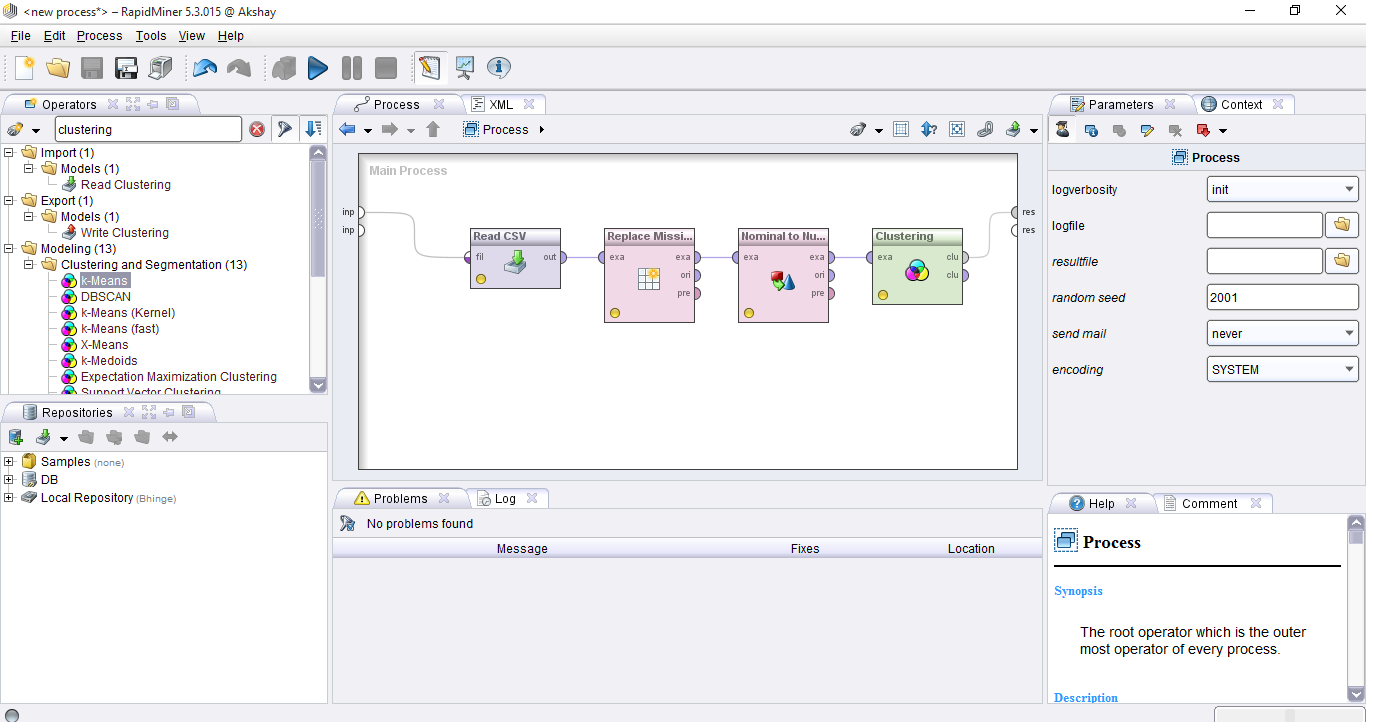 <new process*> – RapidMiner 5.3.015 @ Akshay
File Edit Process Tools View Help
Operators
clustering
Import (1)
Models (1)
Read Clustering
Export (1)
Models (1)
Write Clustering
Modeling (13)
Clustering and Segmentation (13)
k-Means
DBSCAN
k-Means (Kernel)
k-Means (fast)
X-Means
k-Medoids
Expectation Maximization Clustering
Support Vector Clustering
Repositories
Samples (none)
DB
Local Repository (Bhinge)
Process XML
Process
Main Process
inp
inp
res
res
Read CSV
fil out
Replace Missi...
exa exa
ori
pre
Nominal to Nu...
exa exa
ori
pre
Clustering
exa clu
clu
Problems Log
No problems found
Message Fixes Location
Parameters Context
Process
logverbosity init
logfile
resultfile
random seed 2001
send mail never
encoding SYSTEM
Help Comment
Process
Synopsis
The root operator which is the outer
most operator of every process.
Description